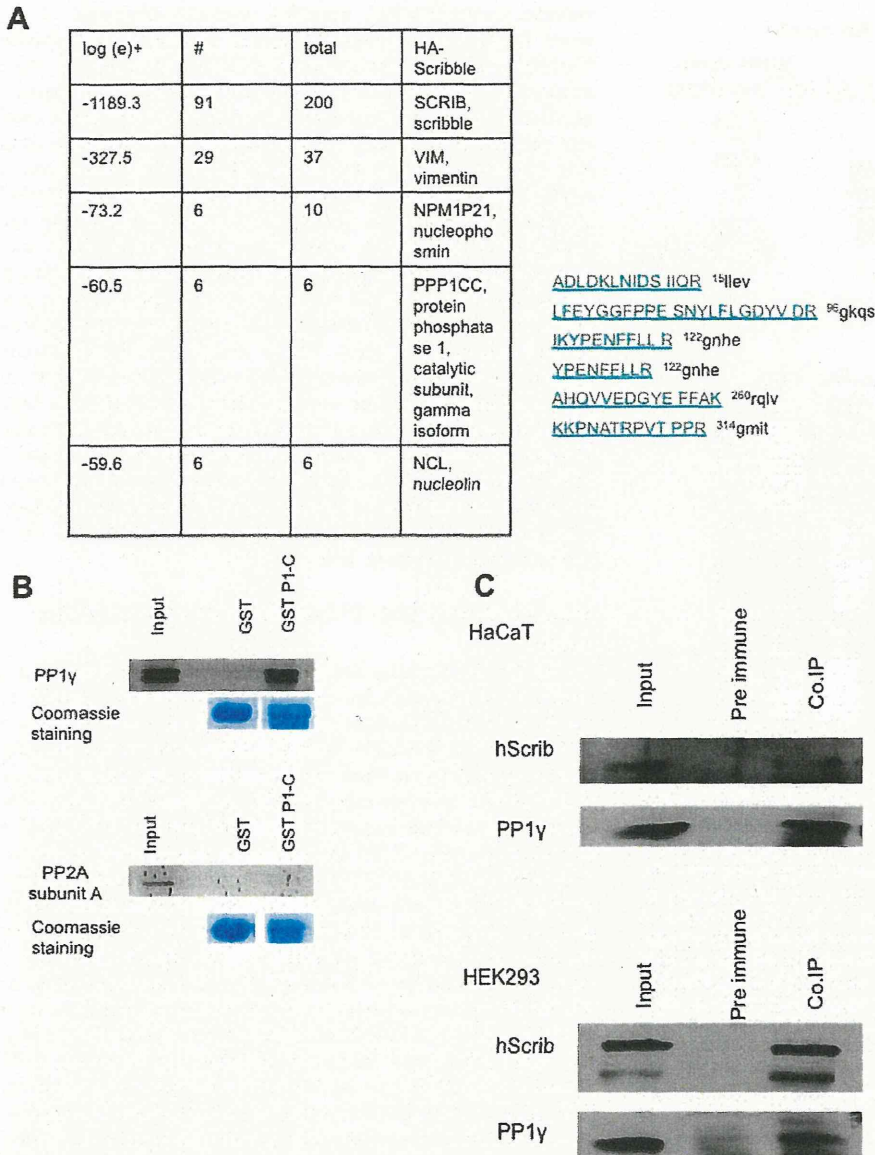 A
log (e)+ # total HA-
Scribble
-1189.3 91 200 SCRIB,
scribble
-327.5 29 37 VIM,
vimentin
-73.2 6 10 NPM1P21,
nucleopho
smin
-60.5 6 6 PPP1CC,
protein
phosphata
se 1,
catalytic
subunit,
gamma
isoform
-59.6 6 6 NCL,
nucleolin
ADLDKLNIDS IIQR 15llev
LFEYGGFPPE SNYLFLGDYV DR 96gkqs
IKYPENFFLL R 122gnhe
YPENFFLLR 122gnhe
AHQVVEDGYE FFAK 260rqlv
KKPNATRPVT PPR 314gmit
B
Input GST GST P1-C
PP1γ
Coomassie
staining
Input GST GST P1-C
PP2A
subunit A
Coomassie
staining
C
HaCaT
Input Pre immune Co.IP
hScrib
PP1γ
HEK293
Input Pre immune Co.IP
hScrib
PP1γ